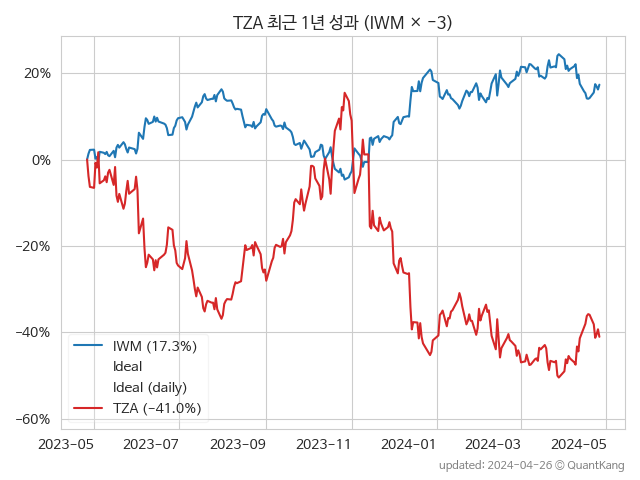 TZA 최근 1년 성과 (IWM × −3)
20%
0%
−20%
−40%
−60%
IWM (17.3%)
Ideal
Ideal (daily)
TZA (−41.0%)
2023-05 2023-07 2023-09 2023-11 2024-01 2024-03 2024-05
updated: 2024-04-26 © QuantKang